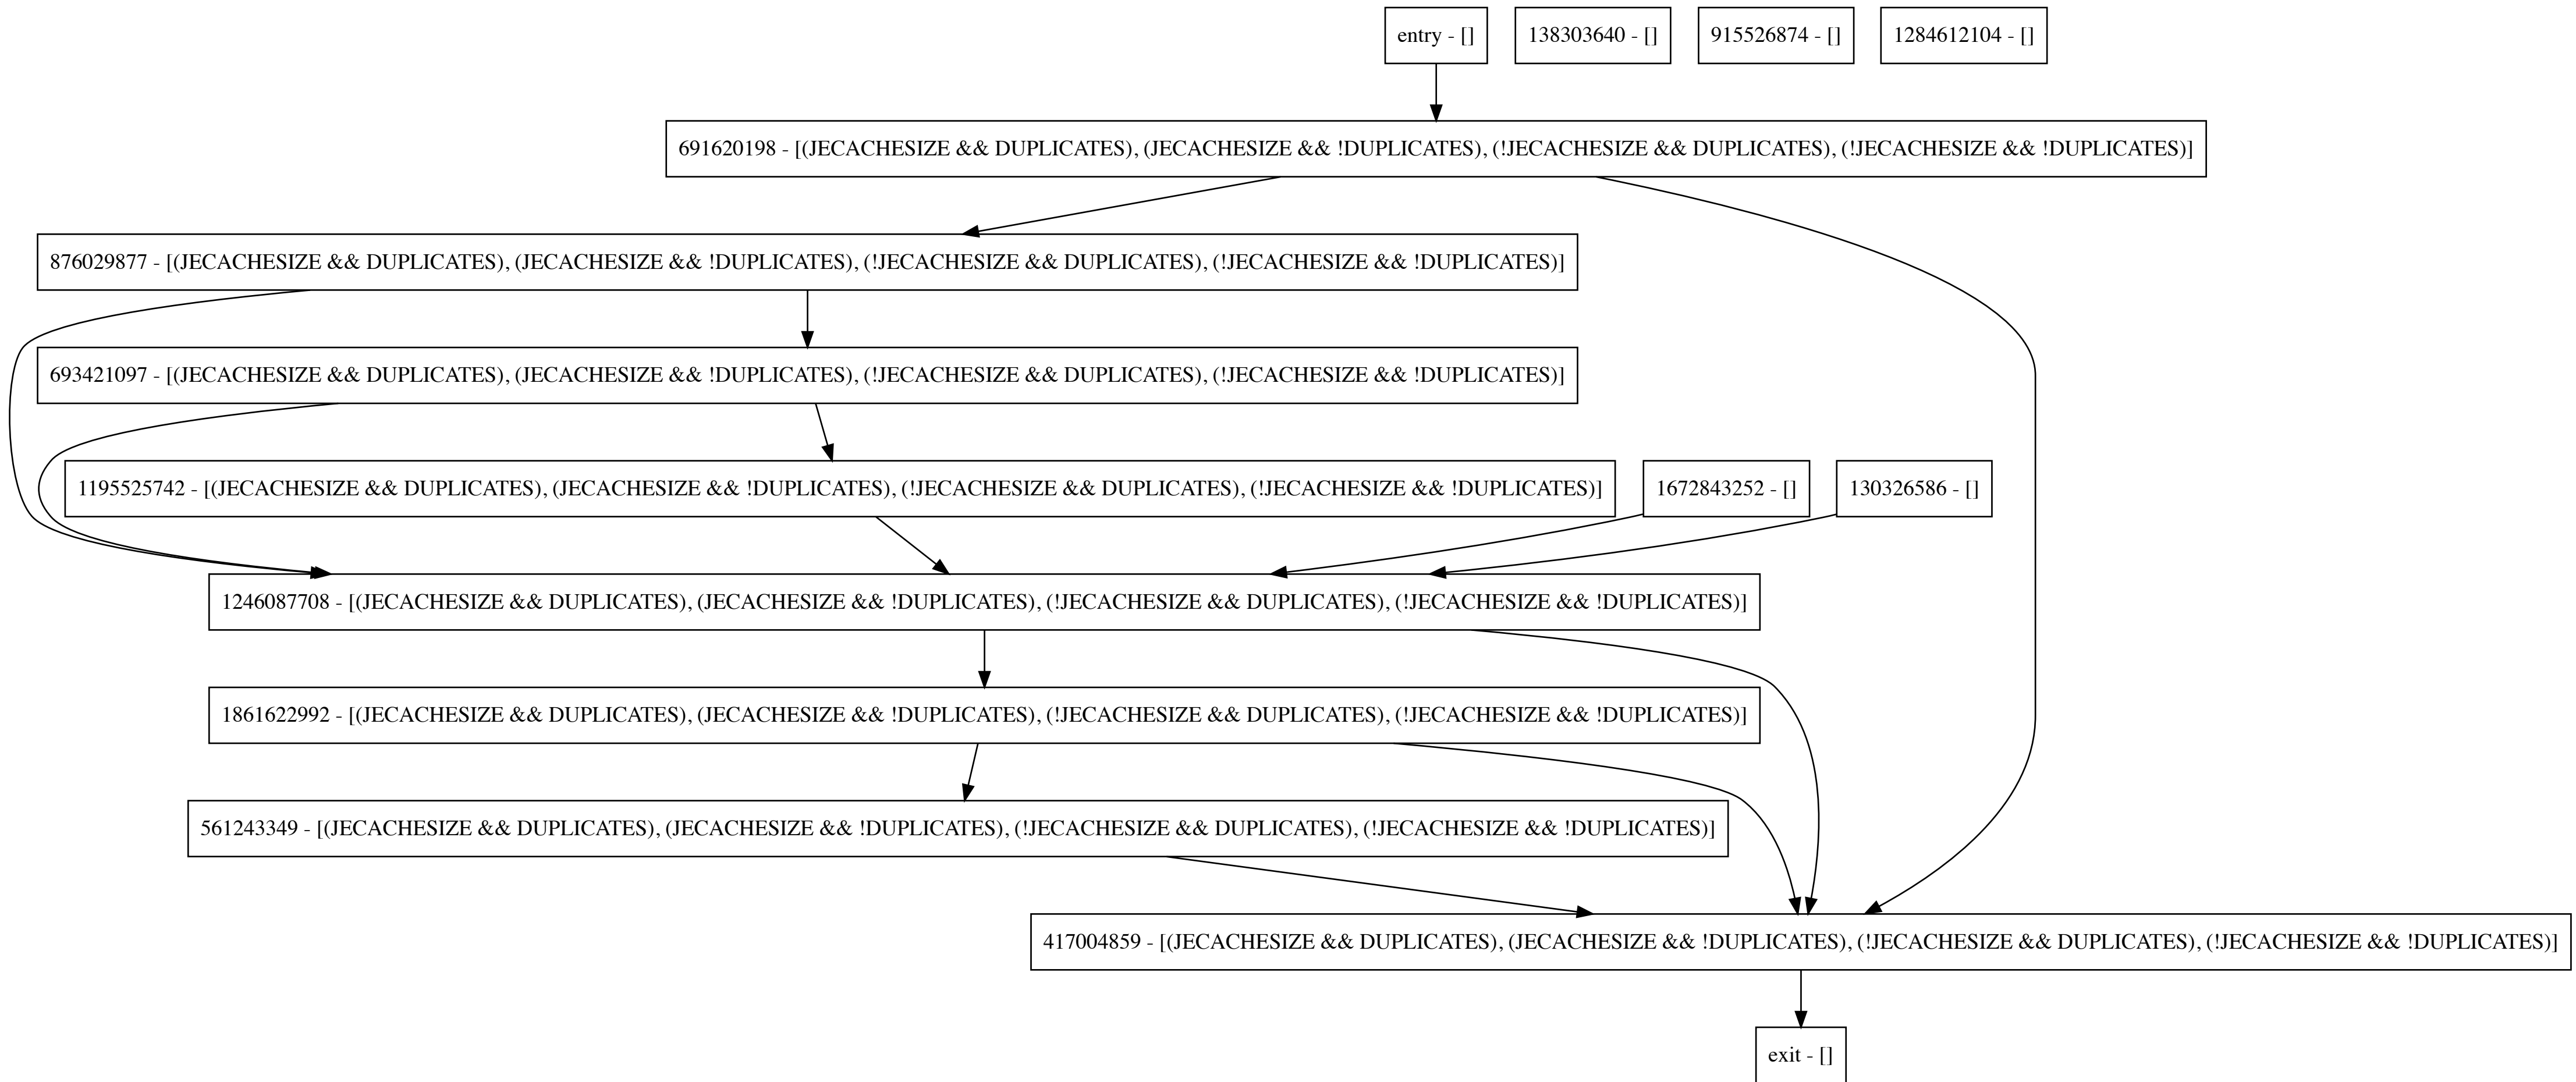 entry - []
138303640 - []
915526874 - []
1284612104 - []
691620198 - [(JECACHESIZE && DUPLICATES), (JECACHESIZE && !DUPLICATES), (!JECACHESIZE && DUPLICATES), (!JECACHESIZE && !DUPLICATES)]
876029877 - [(JECACHESIZE && DUPLICATES), (JECACHESIZE && !DUPLICATES), (!JECACHESIZE && DUPLICATES), (!JECACHESIZE && !DUPLICATES)]
693421097 - [(JECACHESIZE && DUPLICATES), (JECACHESIZE && !DUPLICATES), (!JECACHESIZE && DUPLICATES), (!JECACHESIZE && !DUPLICATES)]
1195525742 - [(JECACHESIZE && DUPLICATES), (JECACHESIZE && !DUPLICATES), (!JECACHESIZE && DUPLICATES), (!JECACHESIZE && !DUPLICATES)]
1672843252 - []
130326586 - []
1246087708 - [(JECACHESIZE && DUPLICATES), (JECACHESIZE && !DUPLICATES), (!JECACHESIZE && DUPLICATES), (!JECACHESIZE && !DUPLICATES)]
1861622992 - [(JECACHESIZE && DUPLICATES), (JECACHESIZE && !DUPLICATES), (!JECACHESIZE && DUPLICATES), (!JECACHESIZE && !DUPLICATES)]
561243349 - [(JECACHESIZE && DUPLICATES), (JECACHESIZE && !DUPLICATES), (!JECACHESIZE && DUPLICATES), (!JECACHESIZE && !DUPLICATES)]
417004859 - [(JECACHESIZE && DUPLICATES), (JECACHESIZE && !DUPLICATES), (!JECACHESIZE && DUPLICATES), (!JECACHESIZE && !DUPLICATES)]
exit - []